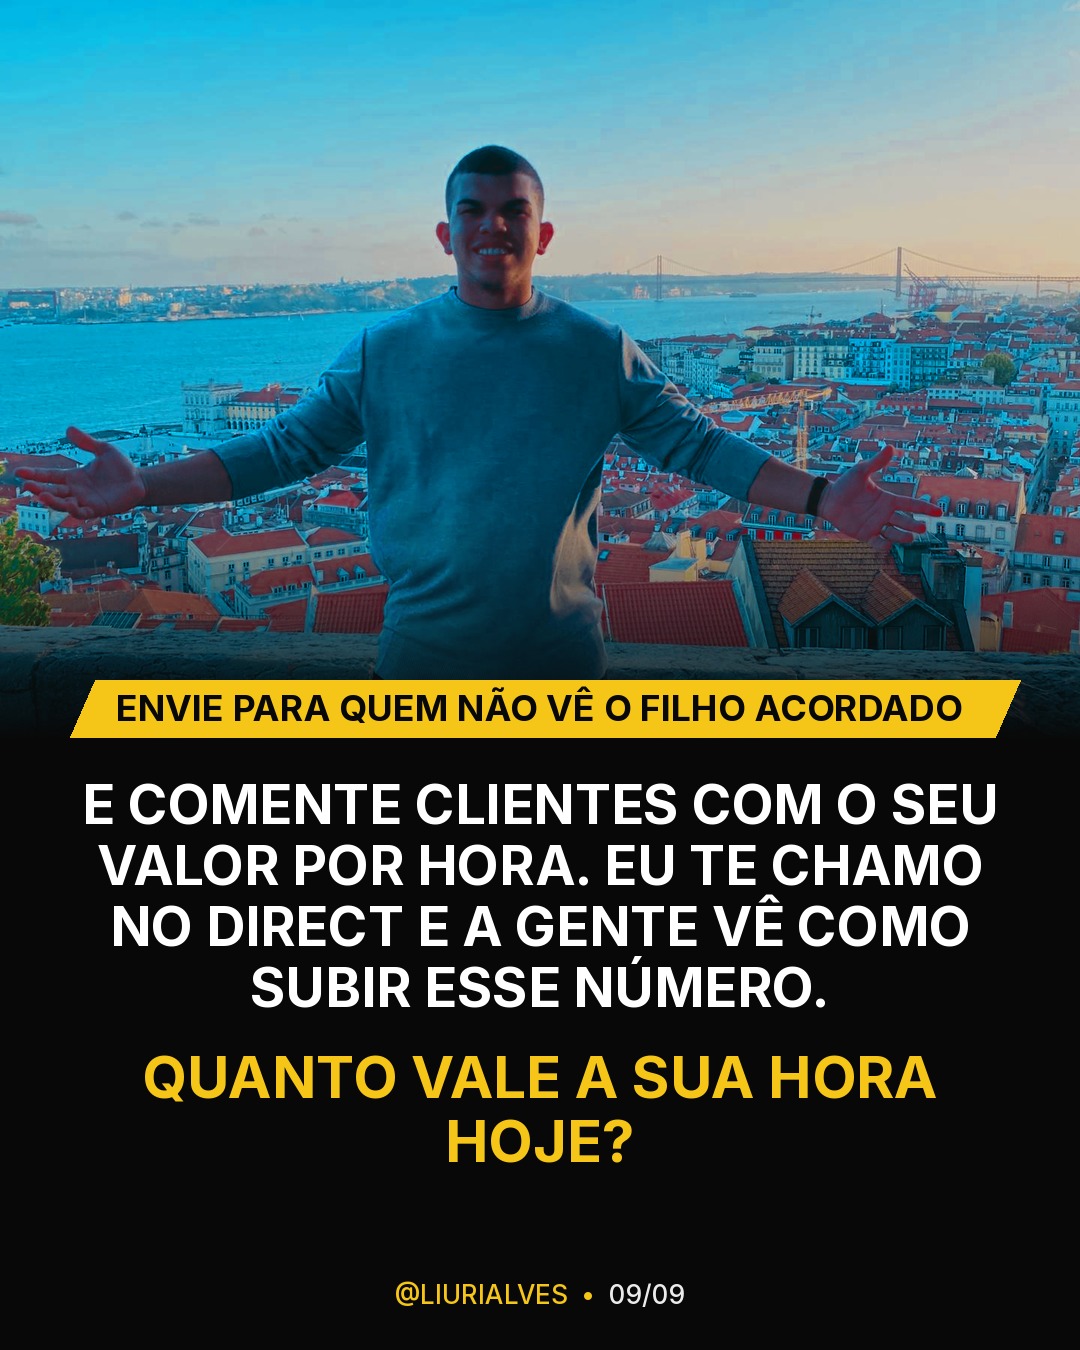 ENVIE PARA QUEM NÃO VÊ O FILHO ACORDADO
E COMENTE CLIENTES COM O SEU
VALOR POR HORA. EU TE CHAMO
NO DIRECT E A GENTE VÊ COMO
SUBIR ESSE NÚMERO.
QUANTO VALE A SUA HORA
HOJE?
@LIURIALVES • 09/09